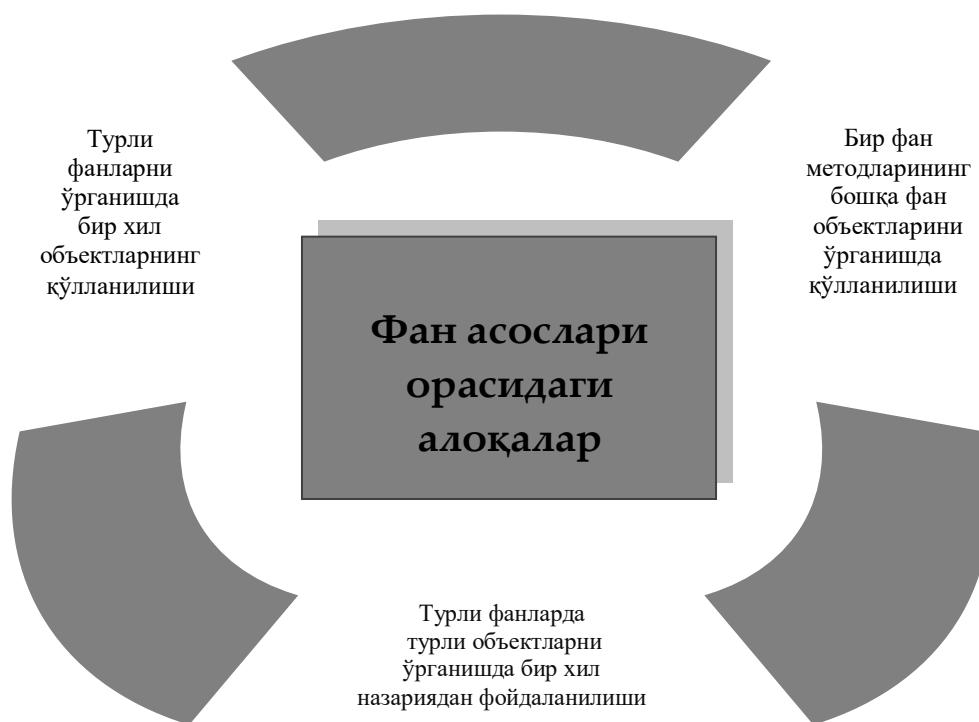 Турли
фанларни
ўрганишда
бир хил
объектларнинг
қўлланилиши
Бир фан
методларининг
бошқа фан
объектларини
ўрганишда
қўлланилиши
Фан асослари
орасидаги
алоқалар
Турли фанларда
турли объектларни
ўрганишда бир хил
назариядан фойдаланилиши